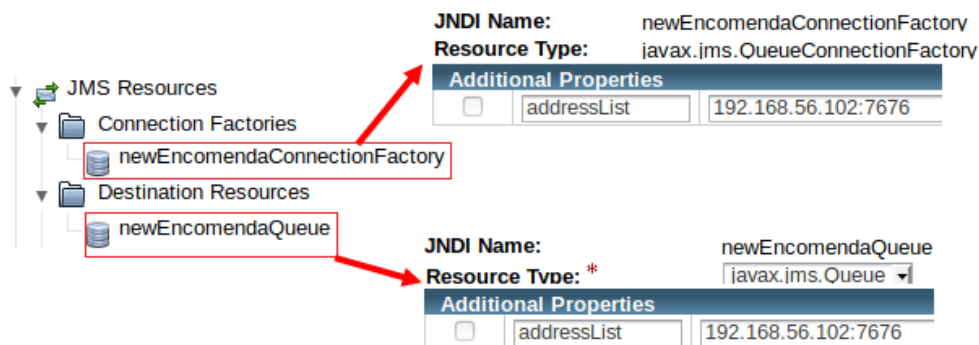 JNDI Name: newEncomendaConnectionFactory
Resource Type: javax.jms.QueueConnectionFactory
Additional Properties
addressList 192.168.56.102:7676
JMS Resources
Connection Factories
newEncomendaConnectionFactory
Destination Resources
newEncomendaQueue
JNDI Name: newEncomendaQueue
Resource Type: * javax.jms.Queue
Additional Properties
addressList 192.168.56.102:7676